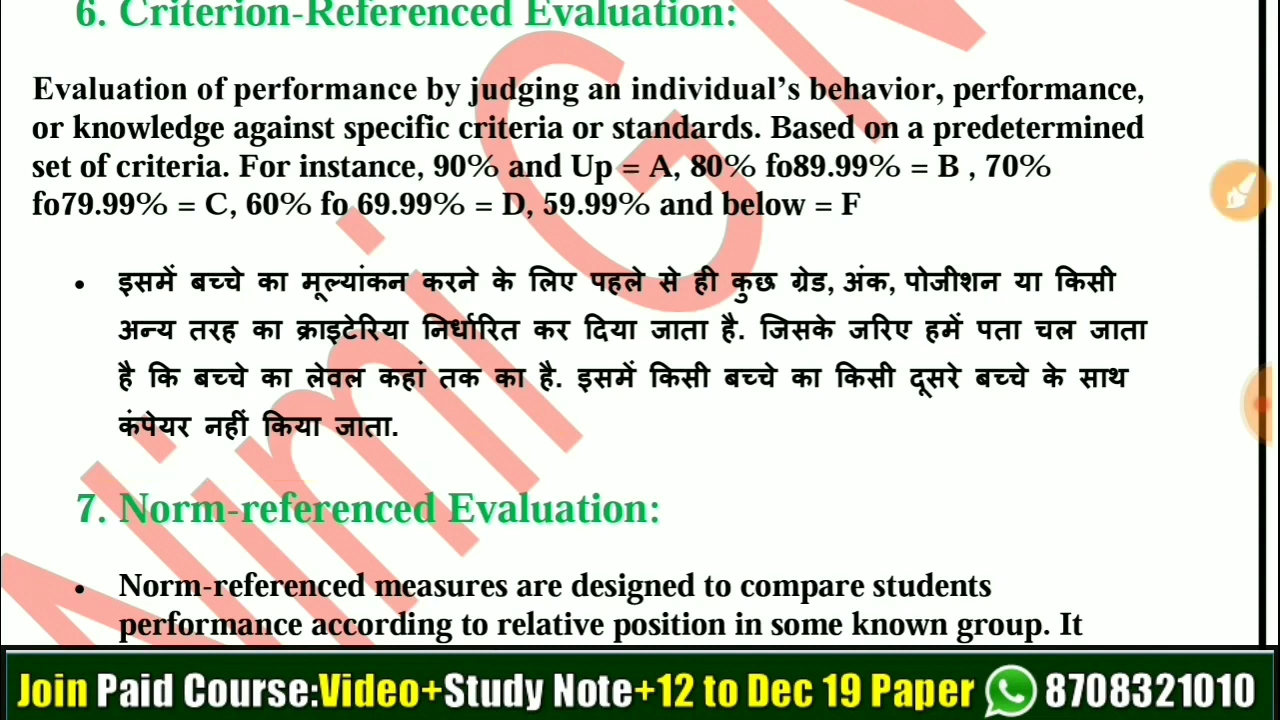 6. Criterion-Referenced Evaluation:
Evaluation of performance by judging an individual's behavior, performance,
or knowledge against specific criteria or standards. Based on a predetermined
set of criteria. For instance, 90% and Up = A, 80% fo89.99% = B , 70%
fo79.99% = C, 60% fo 69.99% = D, 59.99% and below = F
• इसमें बच्चे का मूल्यांकन करने के लिए पहले से ही कुछ ग्रेड, अंक, पोजीशन या किसी
अन्य तरह का क्राइटेरिया निर्धारित कर दिया जाता है. जिसके जरिए हमें पता चल जाता
है कि बच्चे का लेवल कहां तक का है. इसमें किसी बच्चे का किसी दूसरे बच्चे के साथ
कंपेयर नहीं किया जाता.
7. Norm-referenced Evaluation:
• Norm-referenced measures are designed to compare students
performance according to relative position in some known group. It
Join Paid Course:Video+Study Note+12 to Dec 19 Paper 8708321010